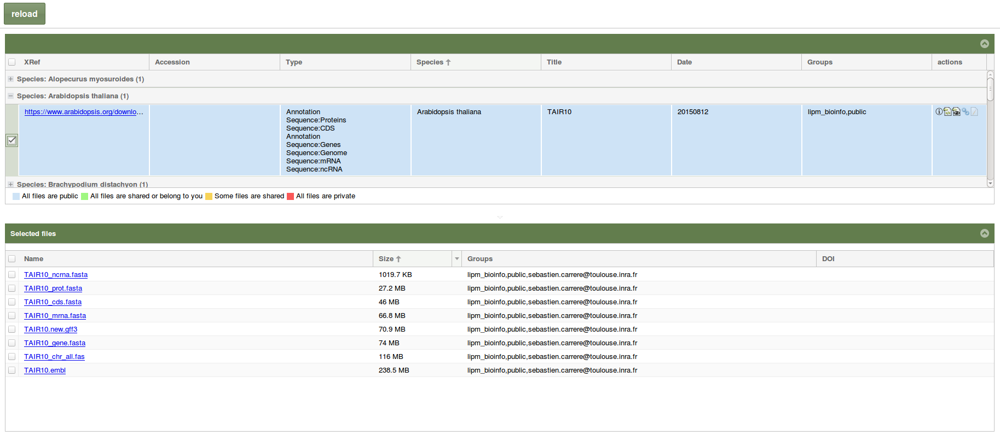 reload
XRef Accession Type Species Title Date Groups actions
Species: Alopecurus myosuroides (1)
Species: Arabidopsis thaliana (1)
https://www.arabidopsis.org/downlo... Annotation Arabidopsis thaliana TAIR10 20150812 lipm_bioinfo,public
Sequence:Proteins
Sequence:CDS
Annotation
Sequence:Genes
Sequence:Genome
Sequence:mRNA
Sequence:ncRNA
Species: Brachypodium distachyon (1)
All files are public All files are shared or belong to you Some files are shared All files are private
Selected files
Name Size Groups DOI
TAIR10_ncrna.fasta 1019.7 KB lipm_bioinfo,public,sebastien.carrere@toulouse.inra.fr
TAIR10_prot.fasta 27.2 MB lipm_bioinfo,public,sebastien.carrere@toulouse.inra.fr
TAIR10_cds.fasta 46 MB lipm_bioinfo,public,sebastien.carrere@toulouse.inra.fr
TAIR10_mrna.fasta 66.8 MB lipm_bioinfo,public,sebastien.carrere@toulouse.inra.fr
TAIR10.new.gff3 70.9 MB lipm_bioinfo,public,sebastien.carrere@toulouse.inra.fr
TAIR10_gene.fasta 74 MB lipm_bioinfo,public,sebastien.carrere@toulouse.inra.fr
TAIR10_chr_all.fas 116 MB lipm_bioinfo,public,sebastien.carrere@toulouse.inra.fr
TAIR10.embl 238.5 MB lipm_bioinfo,public,sebastien.carrere@toulouse.inra.fr